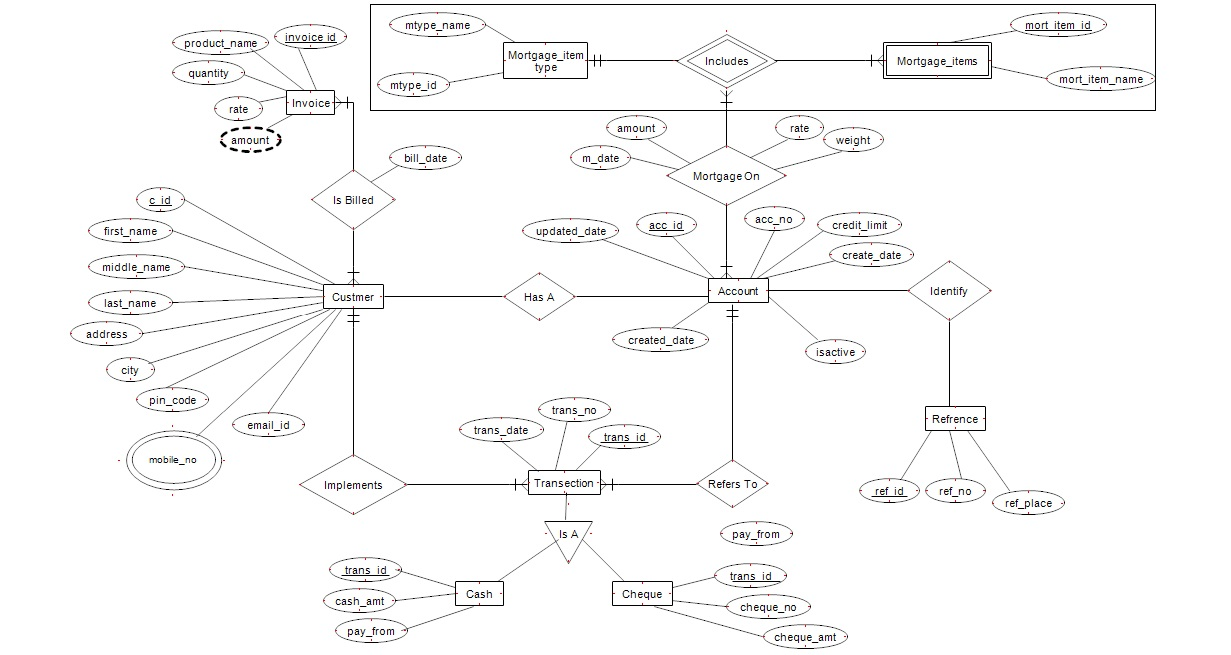 mtype_name
mort_item_id
product_name
invoice id
Mortgage_item
type
Includes
Mortgage_items
quantity
mtype_id
mort_item_name
rate
Invoice
amount
amount
rate
weight
bill_date
m_date
Mortgage On
c_id
Is Billed
first_name
updated_date
acc_id
acc_no
credit_limit
middle_name
create_date
last_name
Custmer
Has A
Account
Identify
address
created_date
isactive
city
pin_code
email_id
trans_no
Refrence
mobile_no
trans_date
trans_id
Implements
Transection
Refers To
ref_id
ref_no
ref_place
Is A
pay_from
trans_id
trans_id
cash_amt
Cash
Cheque
cheque_no
pay_from
cheque_amt